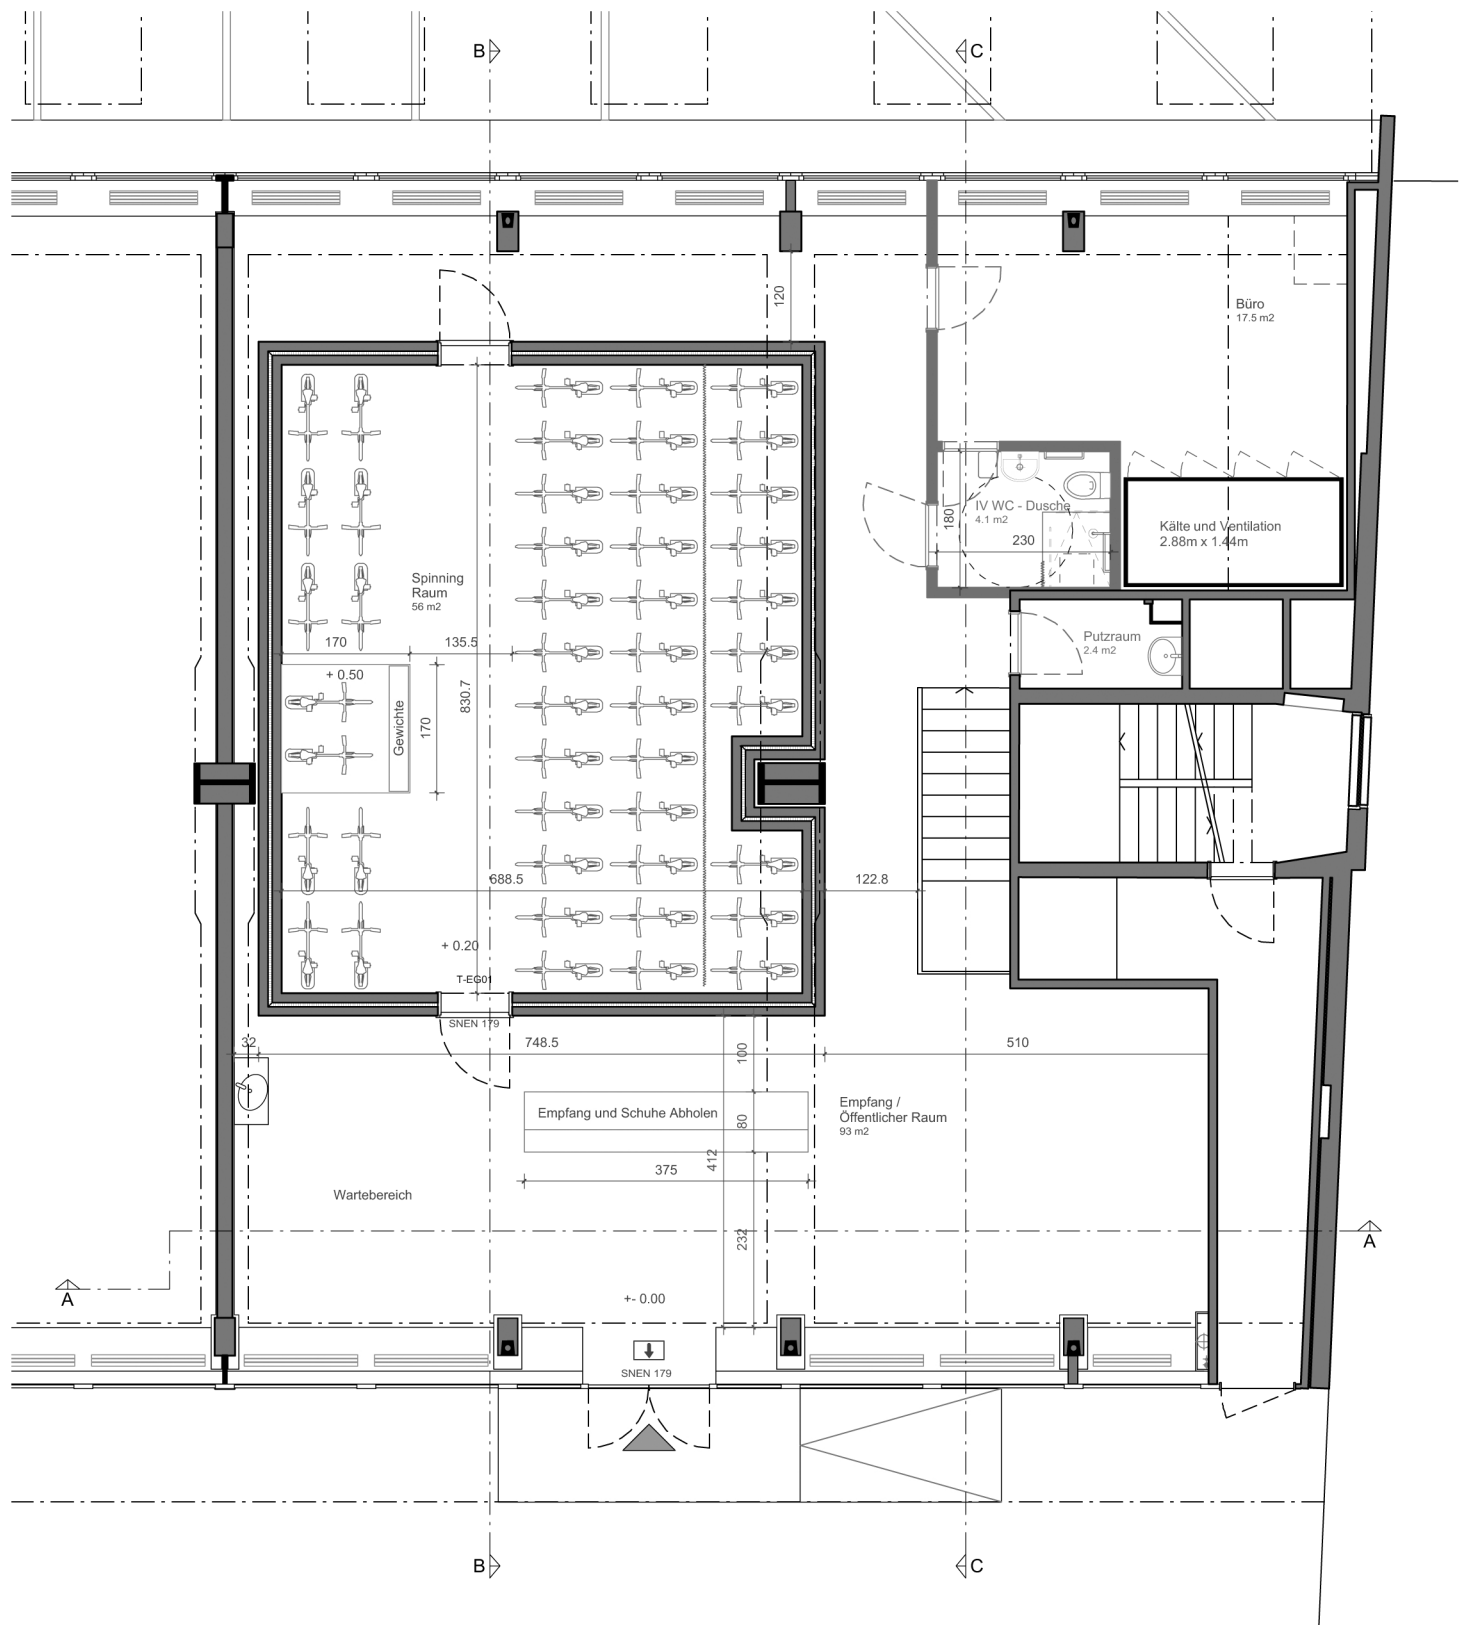 B
C
120
Büro
17.5 m2
IV WC - Dusche
4.1 m2
180
230
Kälte und Ventilation
2.88m x 1.44m
Spinning
Raum
56 m2
170
135.5
Putzraum
2.4 m2
+ 0.50
830.7
Gewichte
170
688.5
122.8
+ 0.20
T-EG01
SNEN 179
32
748.5
100
510
Empfang und Schuhe Abholen
80
Empfang /
Öffentlicher Raum
93 m2
412
375
Wartebereich
232
A
A
+- 0.00
SNEN 179
B
C